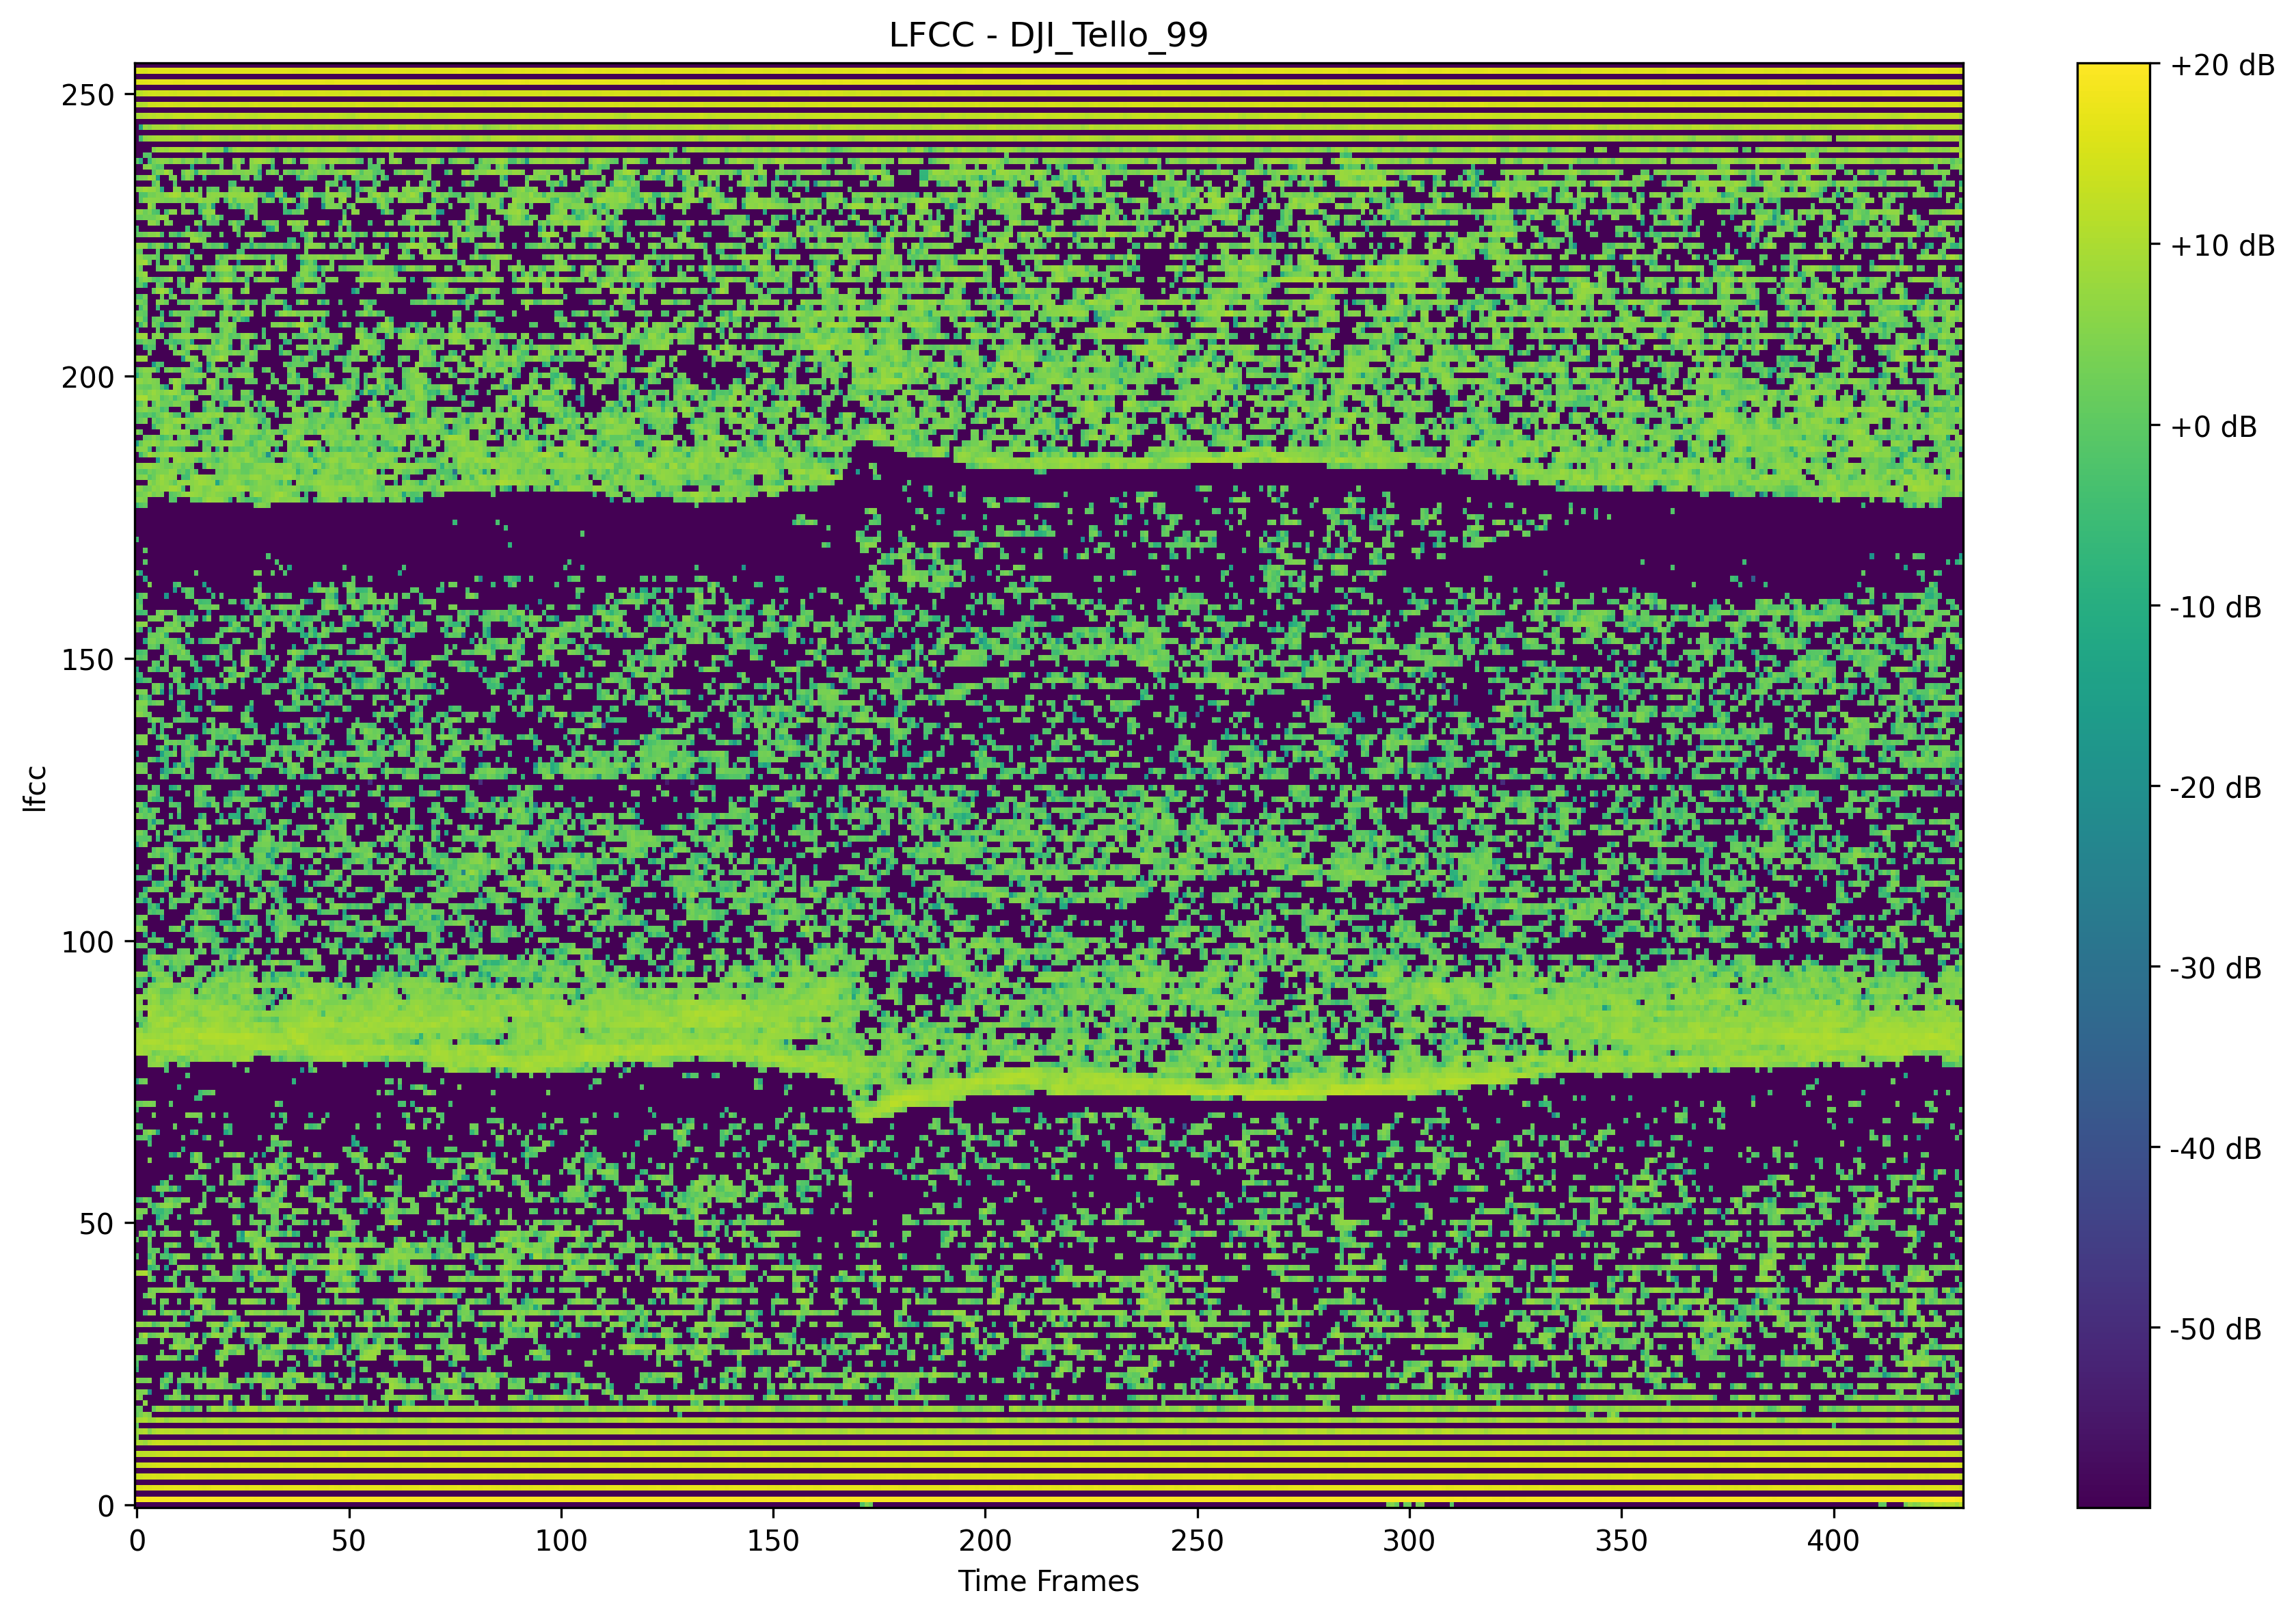 LFCC - DJI_Tello_99
lfcc
250
200
150
100
50
0
0 50 100 150 200 250 300 350 400
Time Frames
+20 dB
+10 dB
+0 dB
-10 dB
-20 dB
-30 dB
-40 dB
-50 dB